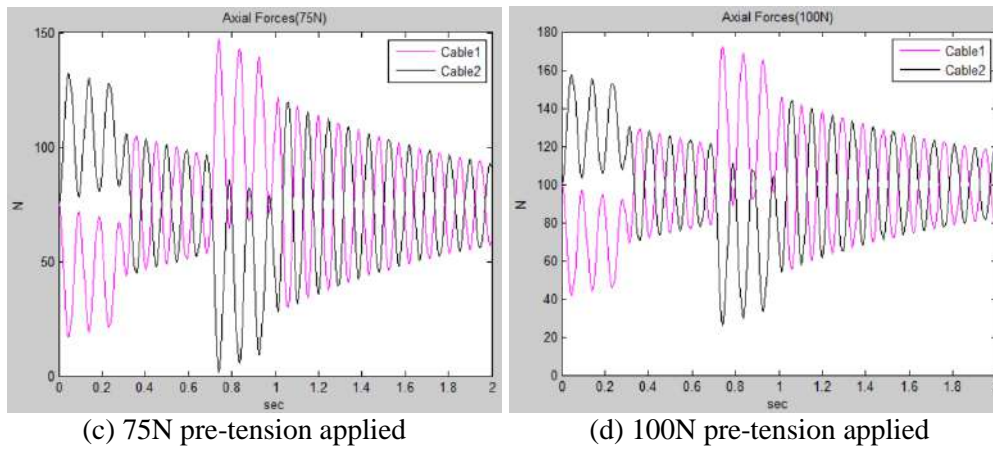 Axial Forces(75N)
150
100
50
0
N
Cable1
Cable2
0 0.2 0.4 0.6 0.8 1 1.2 1.4 1.6 1.8 2
sec
(c) 75N pre-tension applied
Axial Forces(100N)
180
160
140
120
100
80
60
40
20
0
N
Cable1
Cable2
0 0.2 0.4 0.6 0.8 1 1.2 1.4 1.6 1.8
sec
(d) 100N pre-tension applied